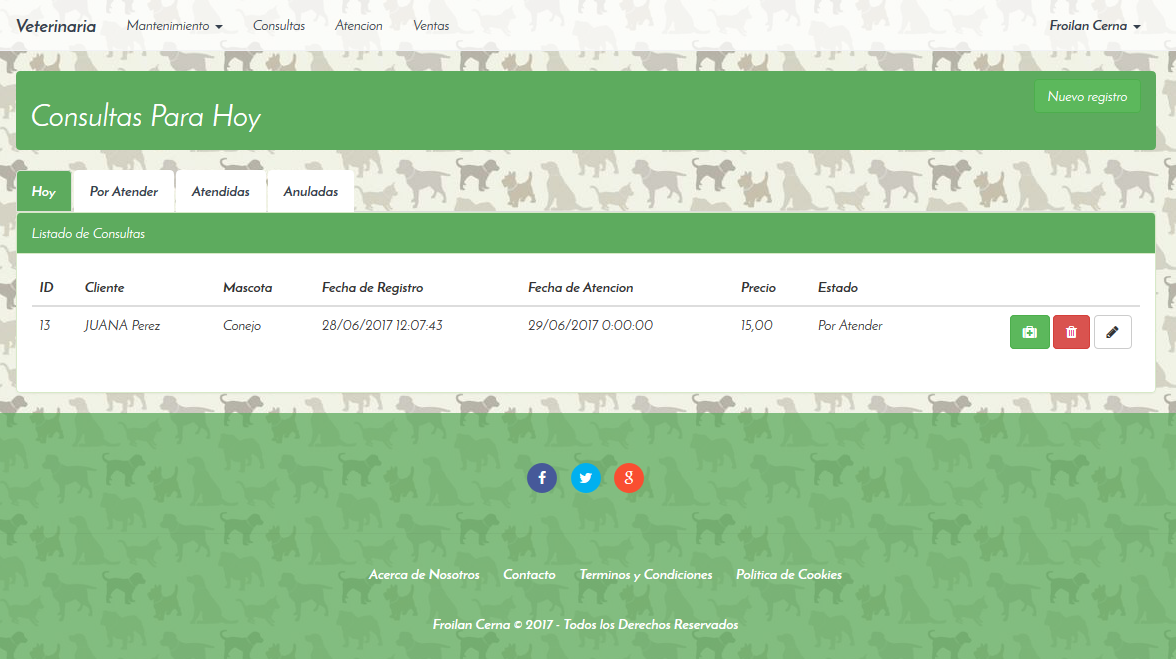 Veterinaria Mantenimiento Consultas Atencion Ventas Froilan Cerna
Consultas Para Hoy
Nuevo registro
Hoy Por Atender Atendidas Anuladas
Listado de Consultas
ID Cliente Mascota Fecha de Registro Fecha de Atencion Precio Estado
13 JUANA Perez Conejo 28/06/2017 12:07:43 29/06/2017 0:00:00 15,00 Por Atender
f
8
Acerca de Nosotros Contacto Terminos y Condiciones Politica de Cookies
Froilan Cerna © 2017 - Todos los Derechos Reservados